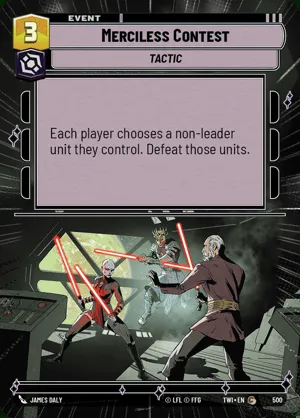 EVENT
3
MERCILESS CONTEST
TACTIC
Each player chooses a non-leader
unit they control. Defeat those units.
JAMES DALY
© LFL © FFG
TWI • EN
C
500